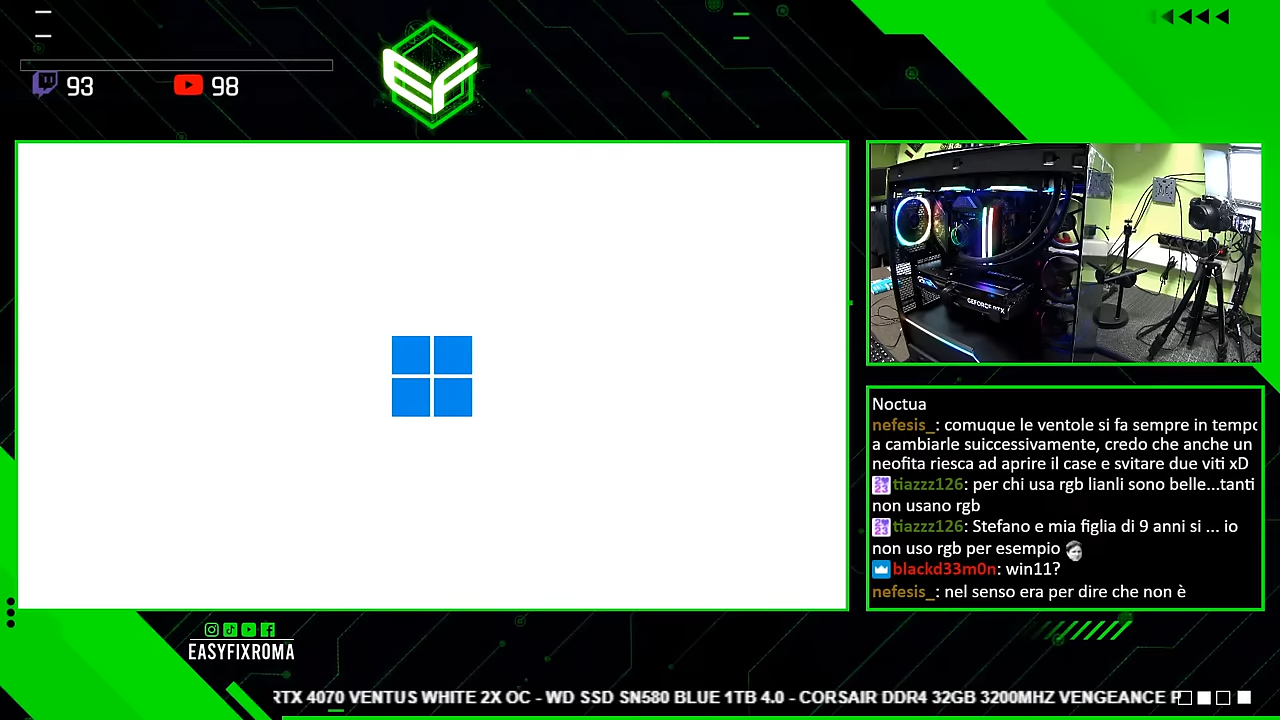 93
98
EF
GEFORCE RTX
Noctua
nefesis_: comuque le ventole si fa sempre in tempo
a cambiarle suiccessivamente, credo che anche un
neofita riesca ad aprire il case e svitare due viti xD
tiazzz126: per chi usa rgb lianli sono belle...tanti
non usano rgb
tiazzz126: Stefano e mia figlia di 9 anni si ... io
non uso rgb per esempio
blackd33m0n: win11?
nefesis_: nel senso era per dire che non è
EASYFIXROMA
RTX 4070 VENTUS WHITE 2X OC - WD SSD SN580 BLUE 1TB 4.0 - CORSAIR DDR4 32GB 3200MHZ VENGEANCE